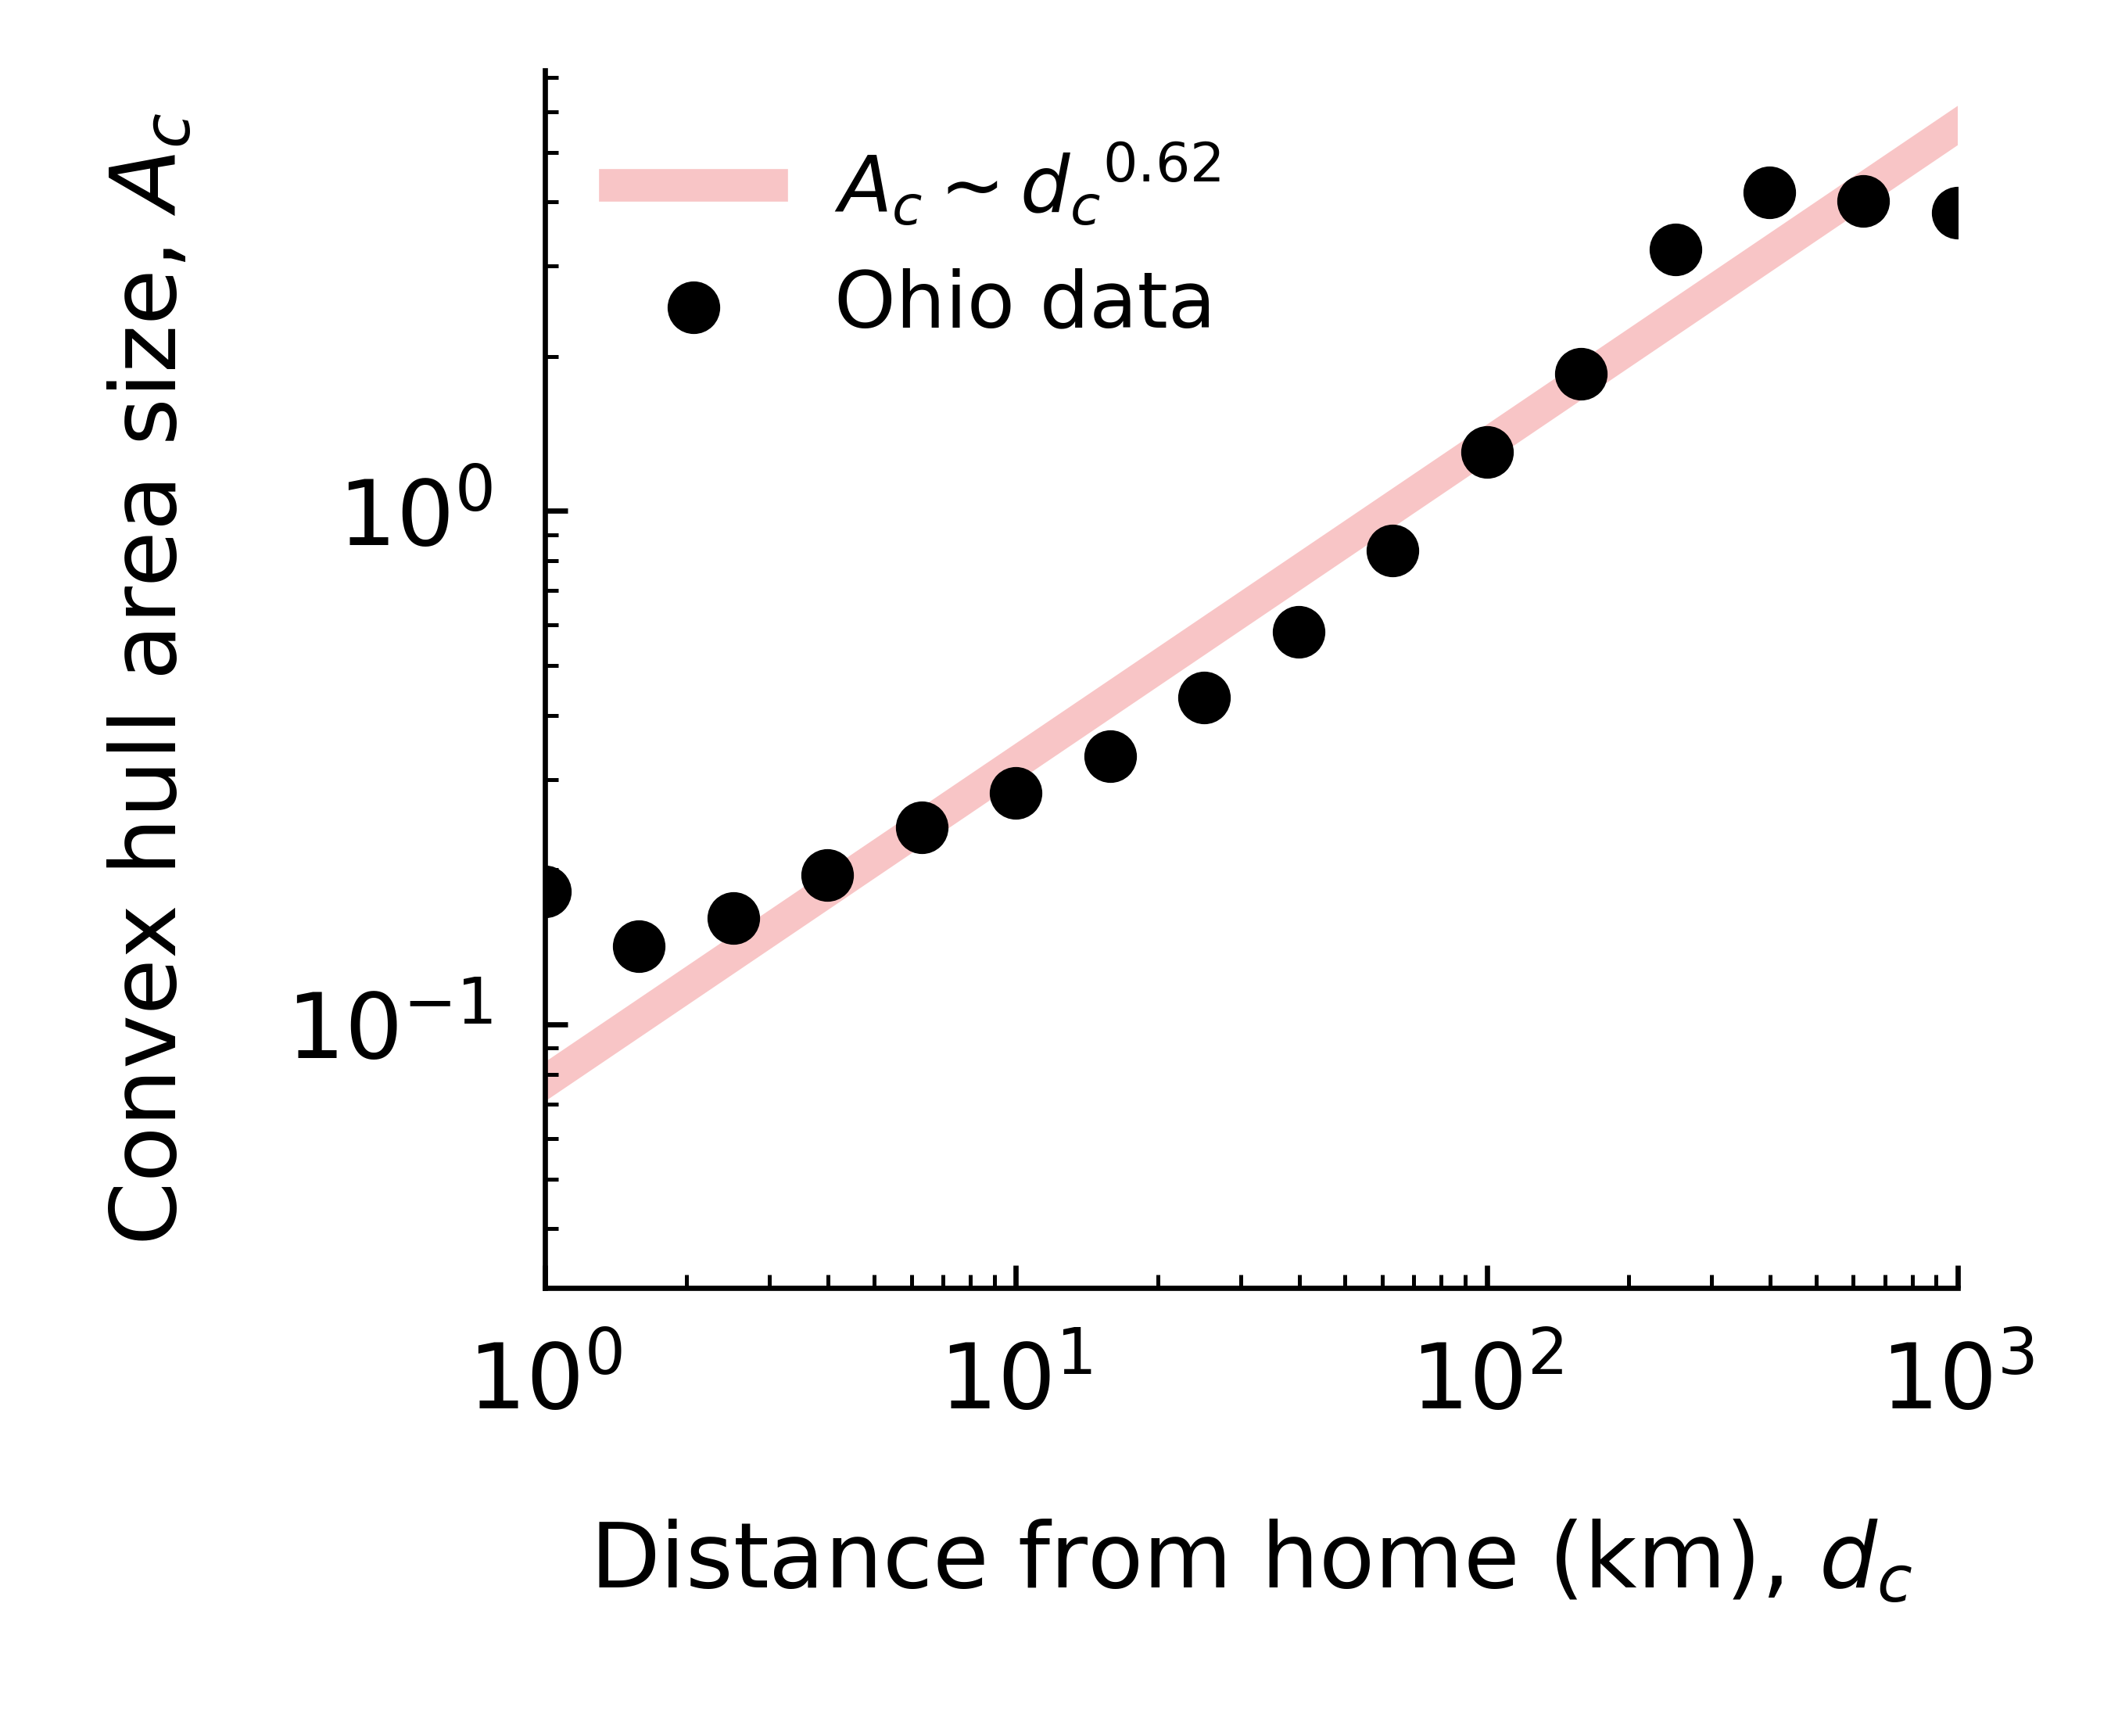 Convex hull area size, A_c
A_c ~ d_c^0.62
Ohio data
10^0
10^−1
10^0 10^1 10^2 10^3
Distance from home (km), d_c